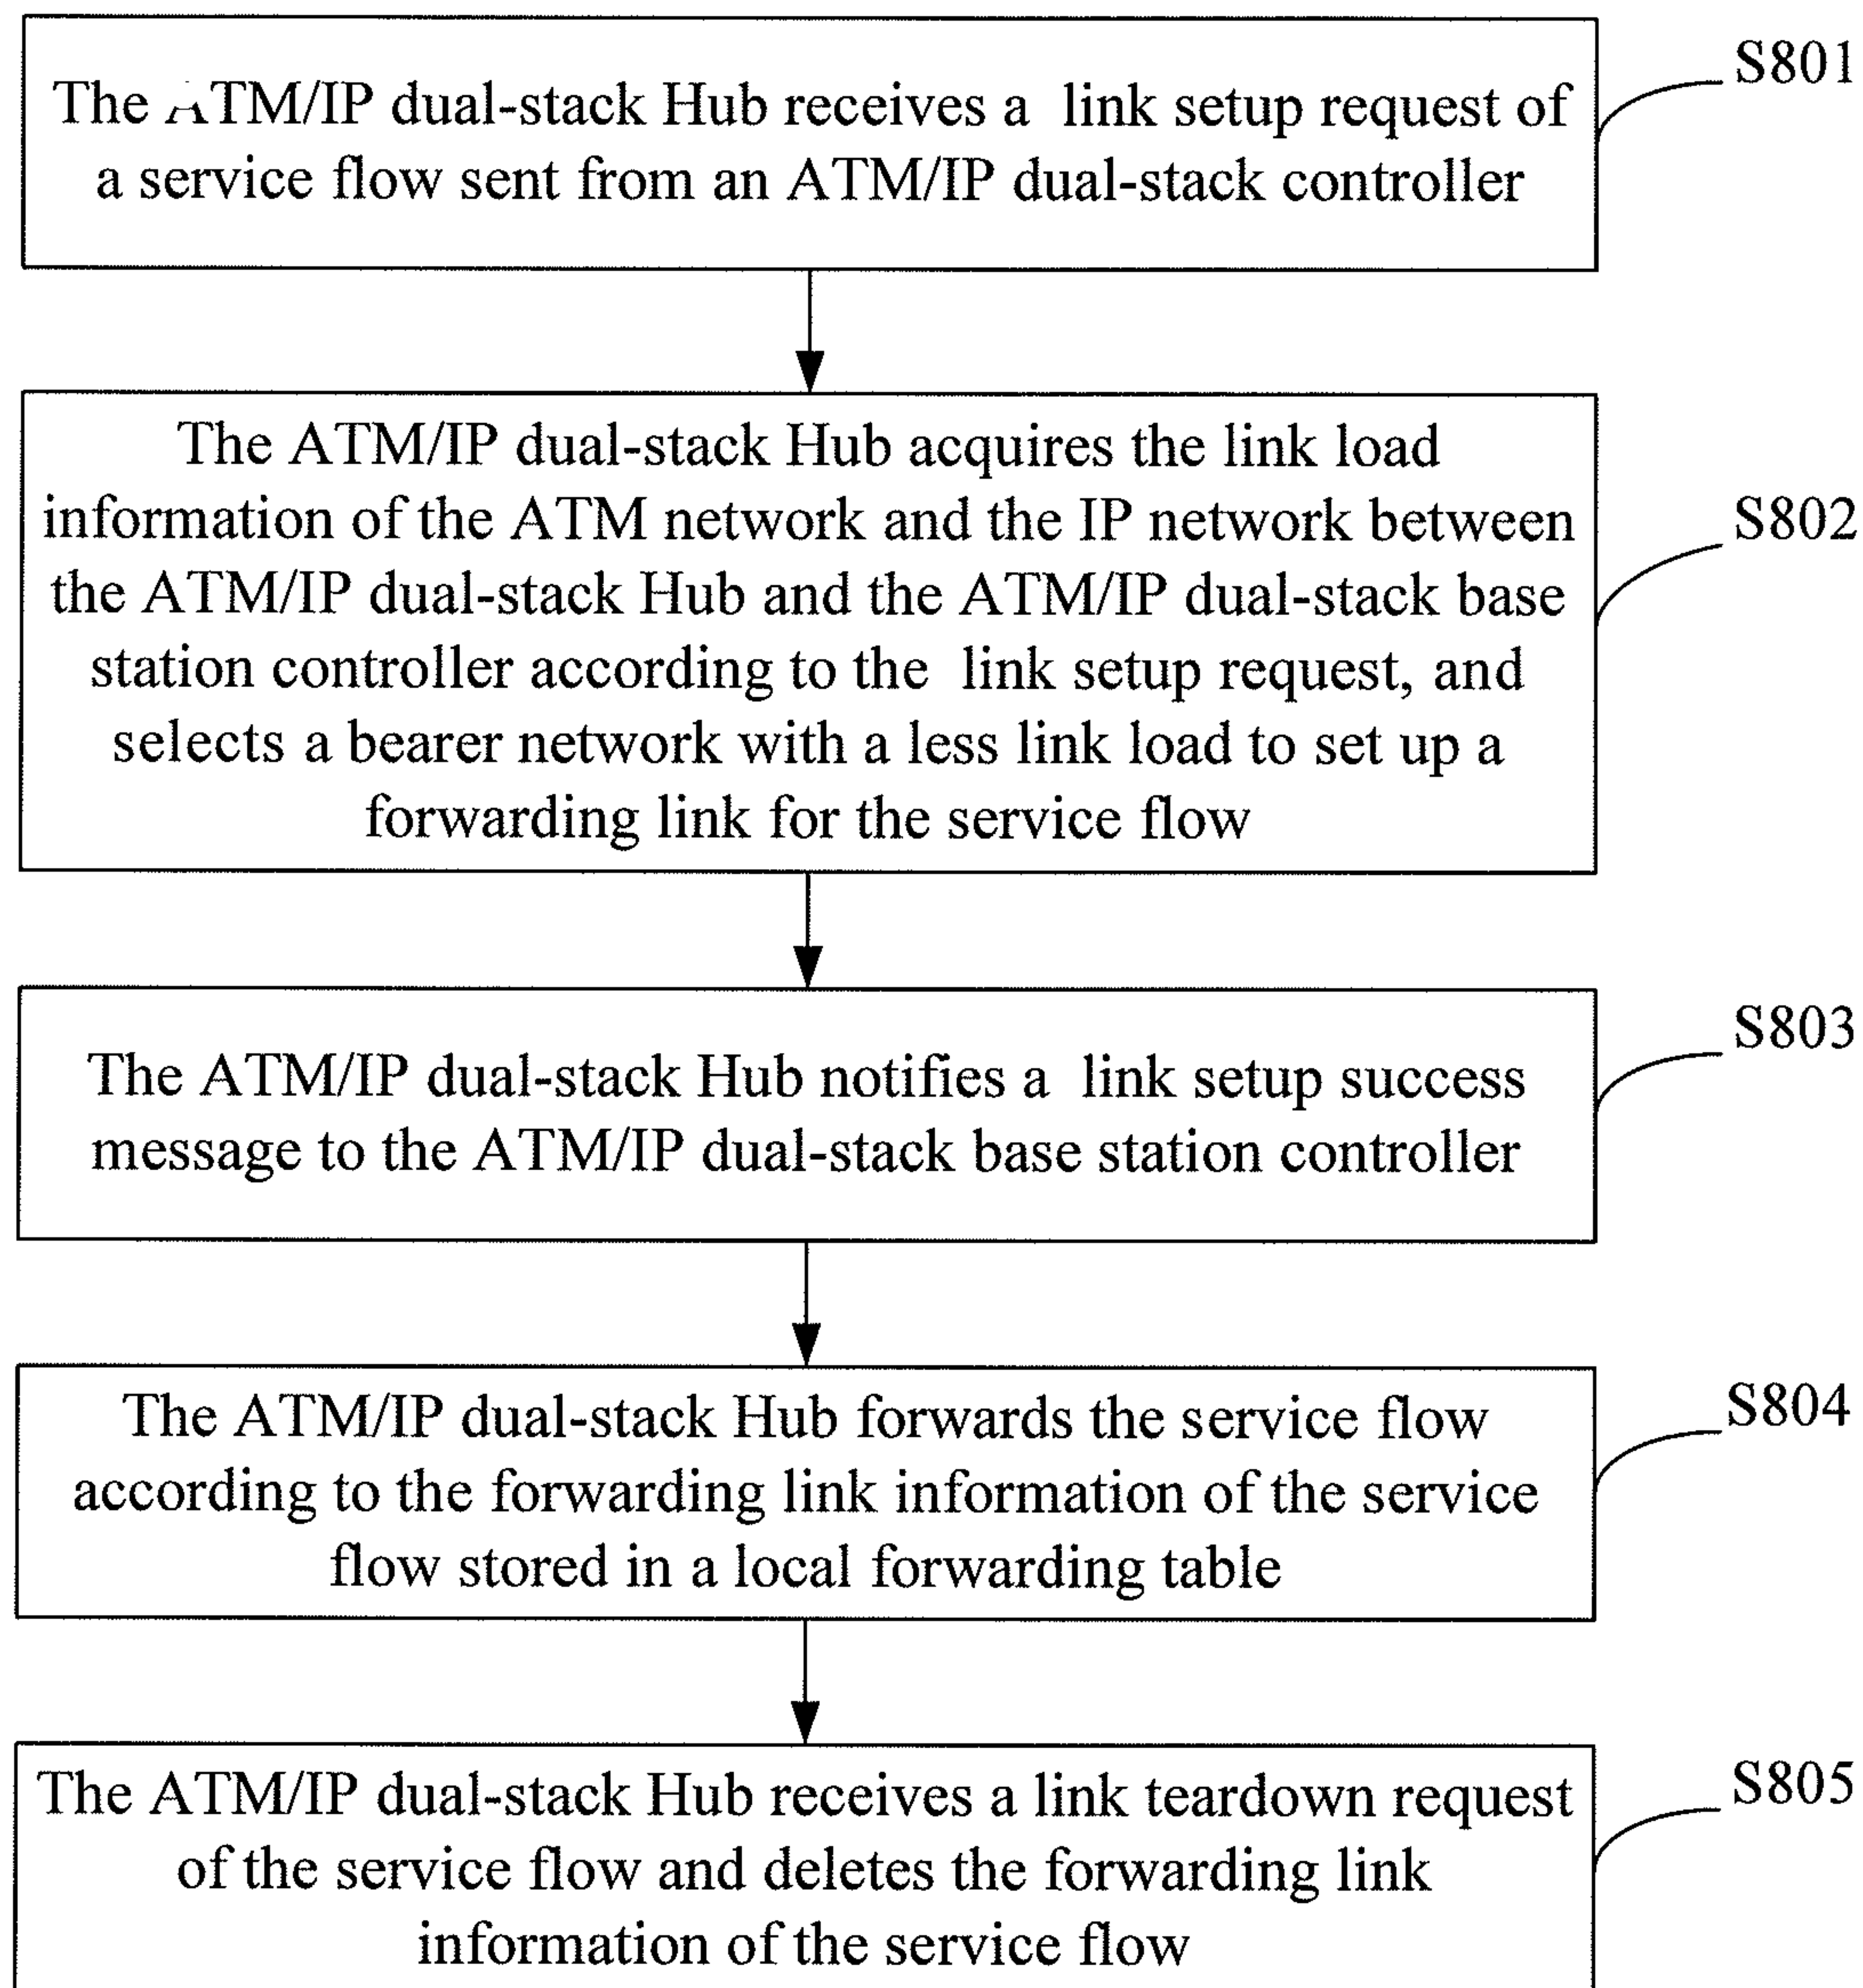 The ATM/IP dual-stack Hub receives a link setup request of
a service flow sent from an ATM/IP dual-stack controller
S801
The ATM/IP dual-stack Hub acquires the link load
information of the ATM network and the IP network between
the ATM/IP dual-stack Hub and the ATM/IP dual-stack base
station controller according to the link setup request, and
selects a bearer network with a less link load to set up a
forwarding link for the service flow
S802
The ATM/IP dual-stack Hub notifies a link setup success
message to the ATM/IP dual-stack base station controller
S803
The ATM/IP dual-stack Hub forwards the service flow
according to the forwarding link information of the service
flow stored in a local forwarding table
S804
The ATM/IP dual-stack Hub receives a link teardown request
of the service flow and deletes the forwarding link
information of the service flow
S805